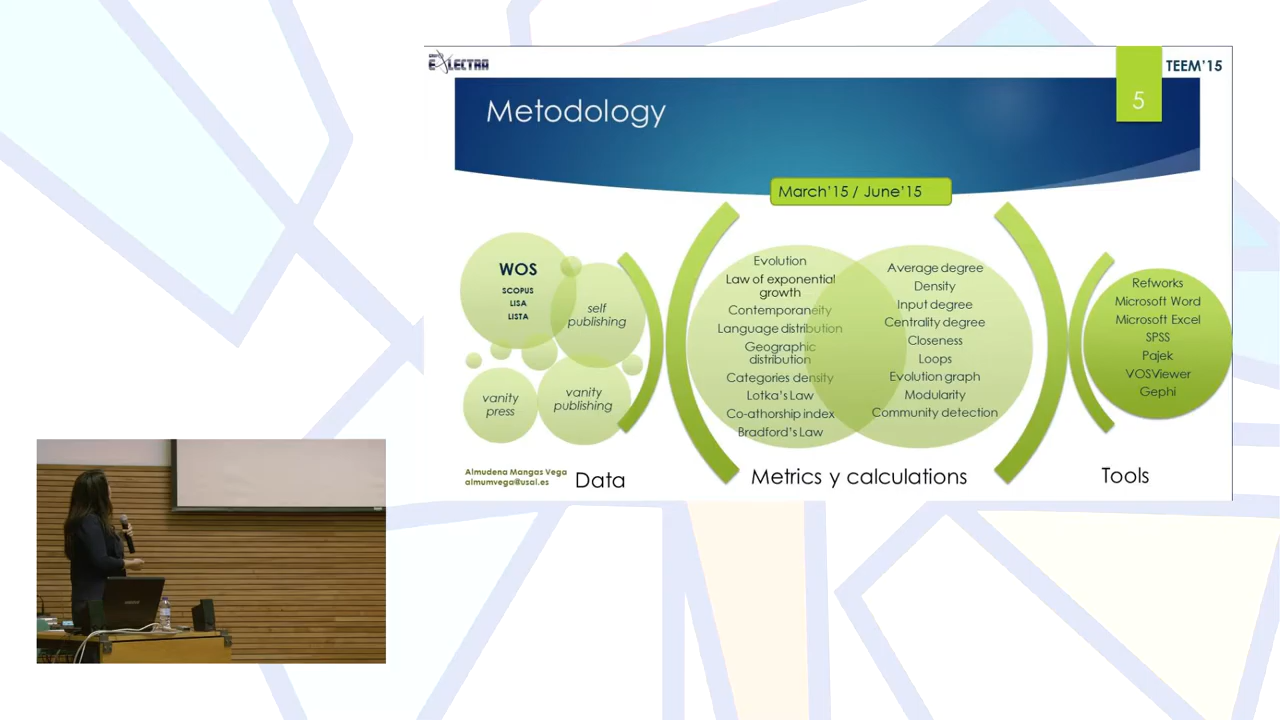 EXLECTRA
TEEM'15
5
Metodology
March'15 / June'15
WOS
SCOPUS
LISA
LISTA
self
publishing
vanity
press
vanity
publishing
Almudena Mangas Vega
almumvega@usal.es
Data
Evolution
Law of exponential
growth
Contemporaneity
Language distribution
Geographic
distribution
Categories density
Lotka's Law
Co-athorship index
Bradford's Law
Average degree
Density
Input degree
Centrality degree
Closeness
Loops
Evolution graph
Modularity
Community detection
Metrics y calculations
Refworks
Microsoft Word
Microsoft Excel
SPSS
Pajek
VOSViewer
Gephi
Tools